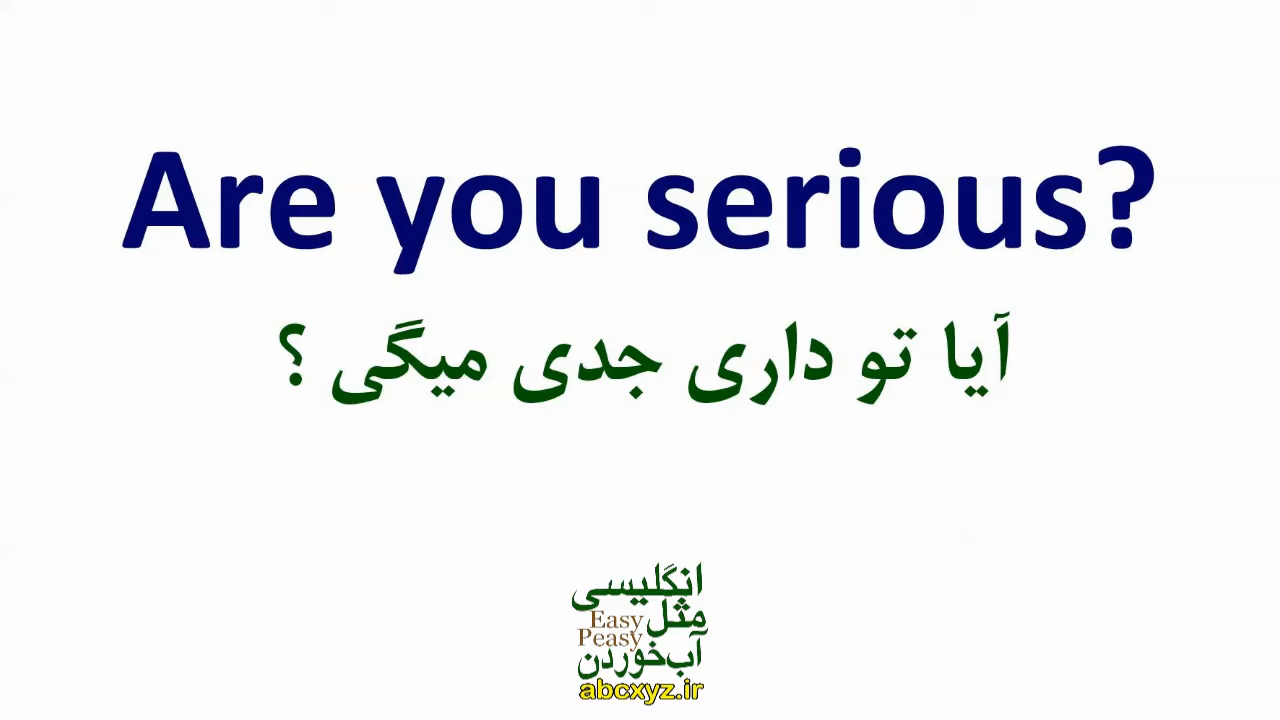 Are you serious?
آیا تو داری جدی میگی ؟
انگلیسی
مثل Easy
Peasy
آب‌خوردن
abcxyz.ir